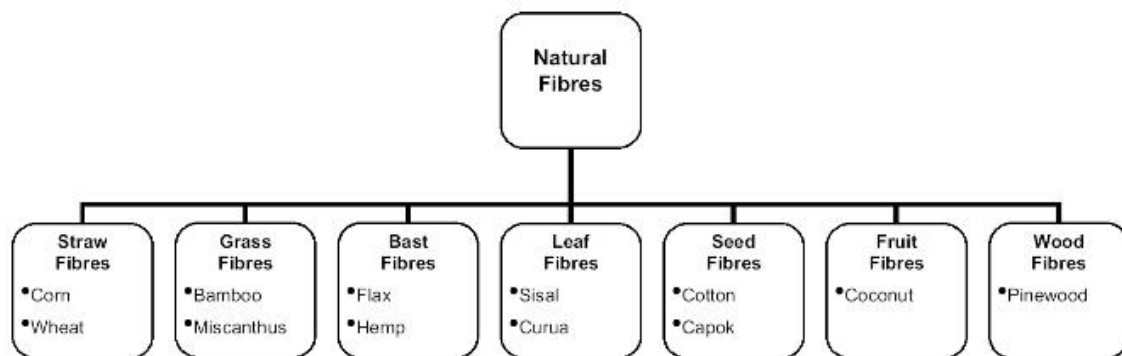 Natural
Fibres
Straw
Fibres
•Corn
•Wheat
Grass
Fibres
•Bamboo
•Miscanthus
Bast
Fibres
•Flax
•Hemp
Leaf
Fibres
•Sisal
•Curua
Seed
Fibres
•Cotton
•Capok
Fruit
Fibres
•Coconut
Wood
Fibres
•Pinewood